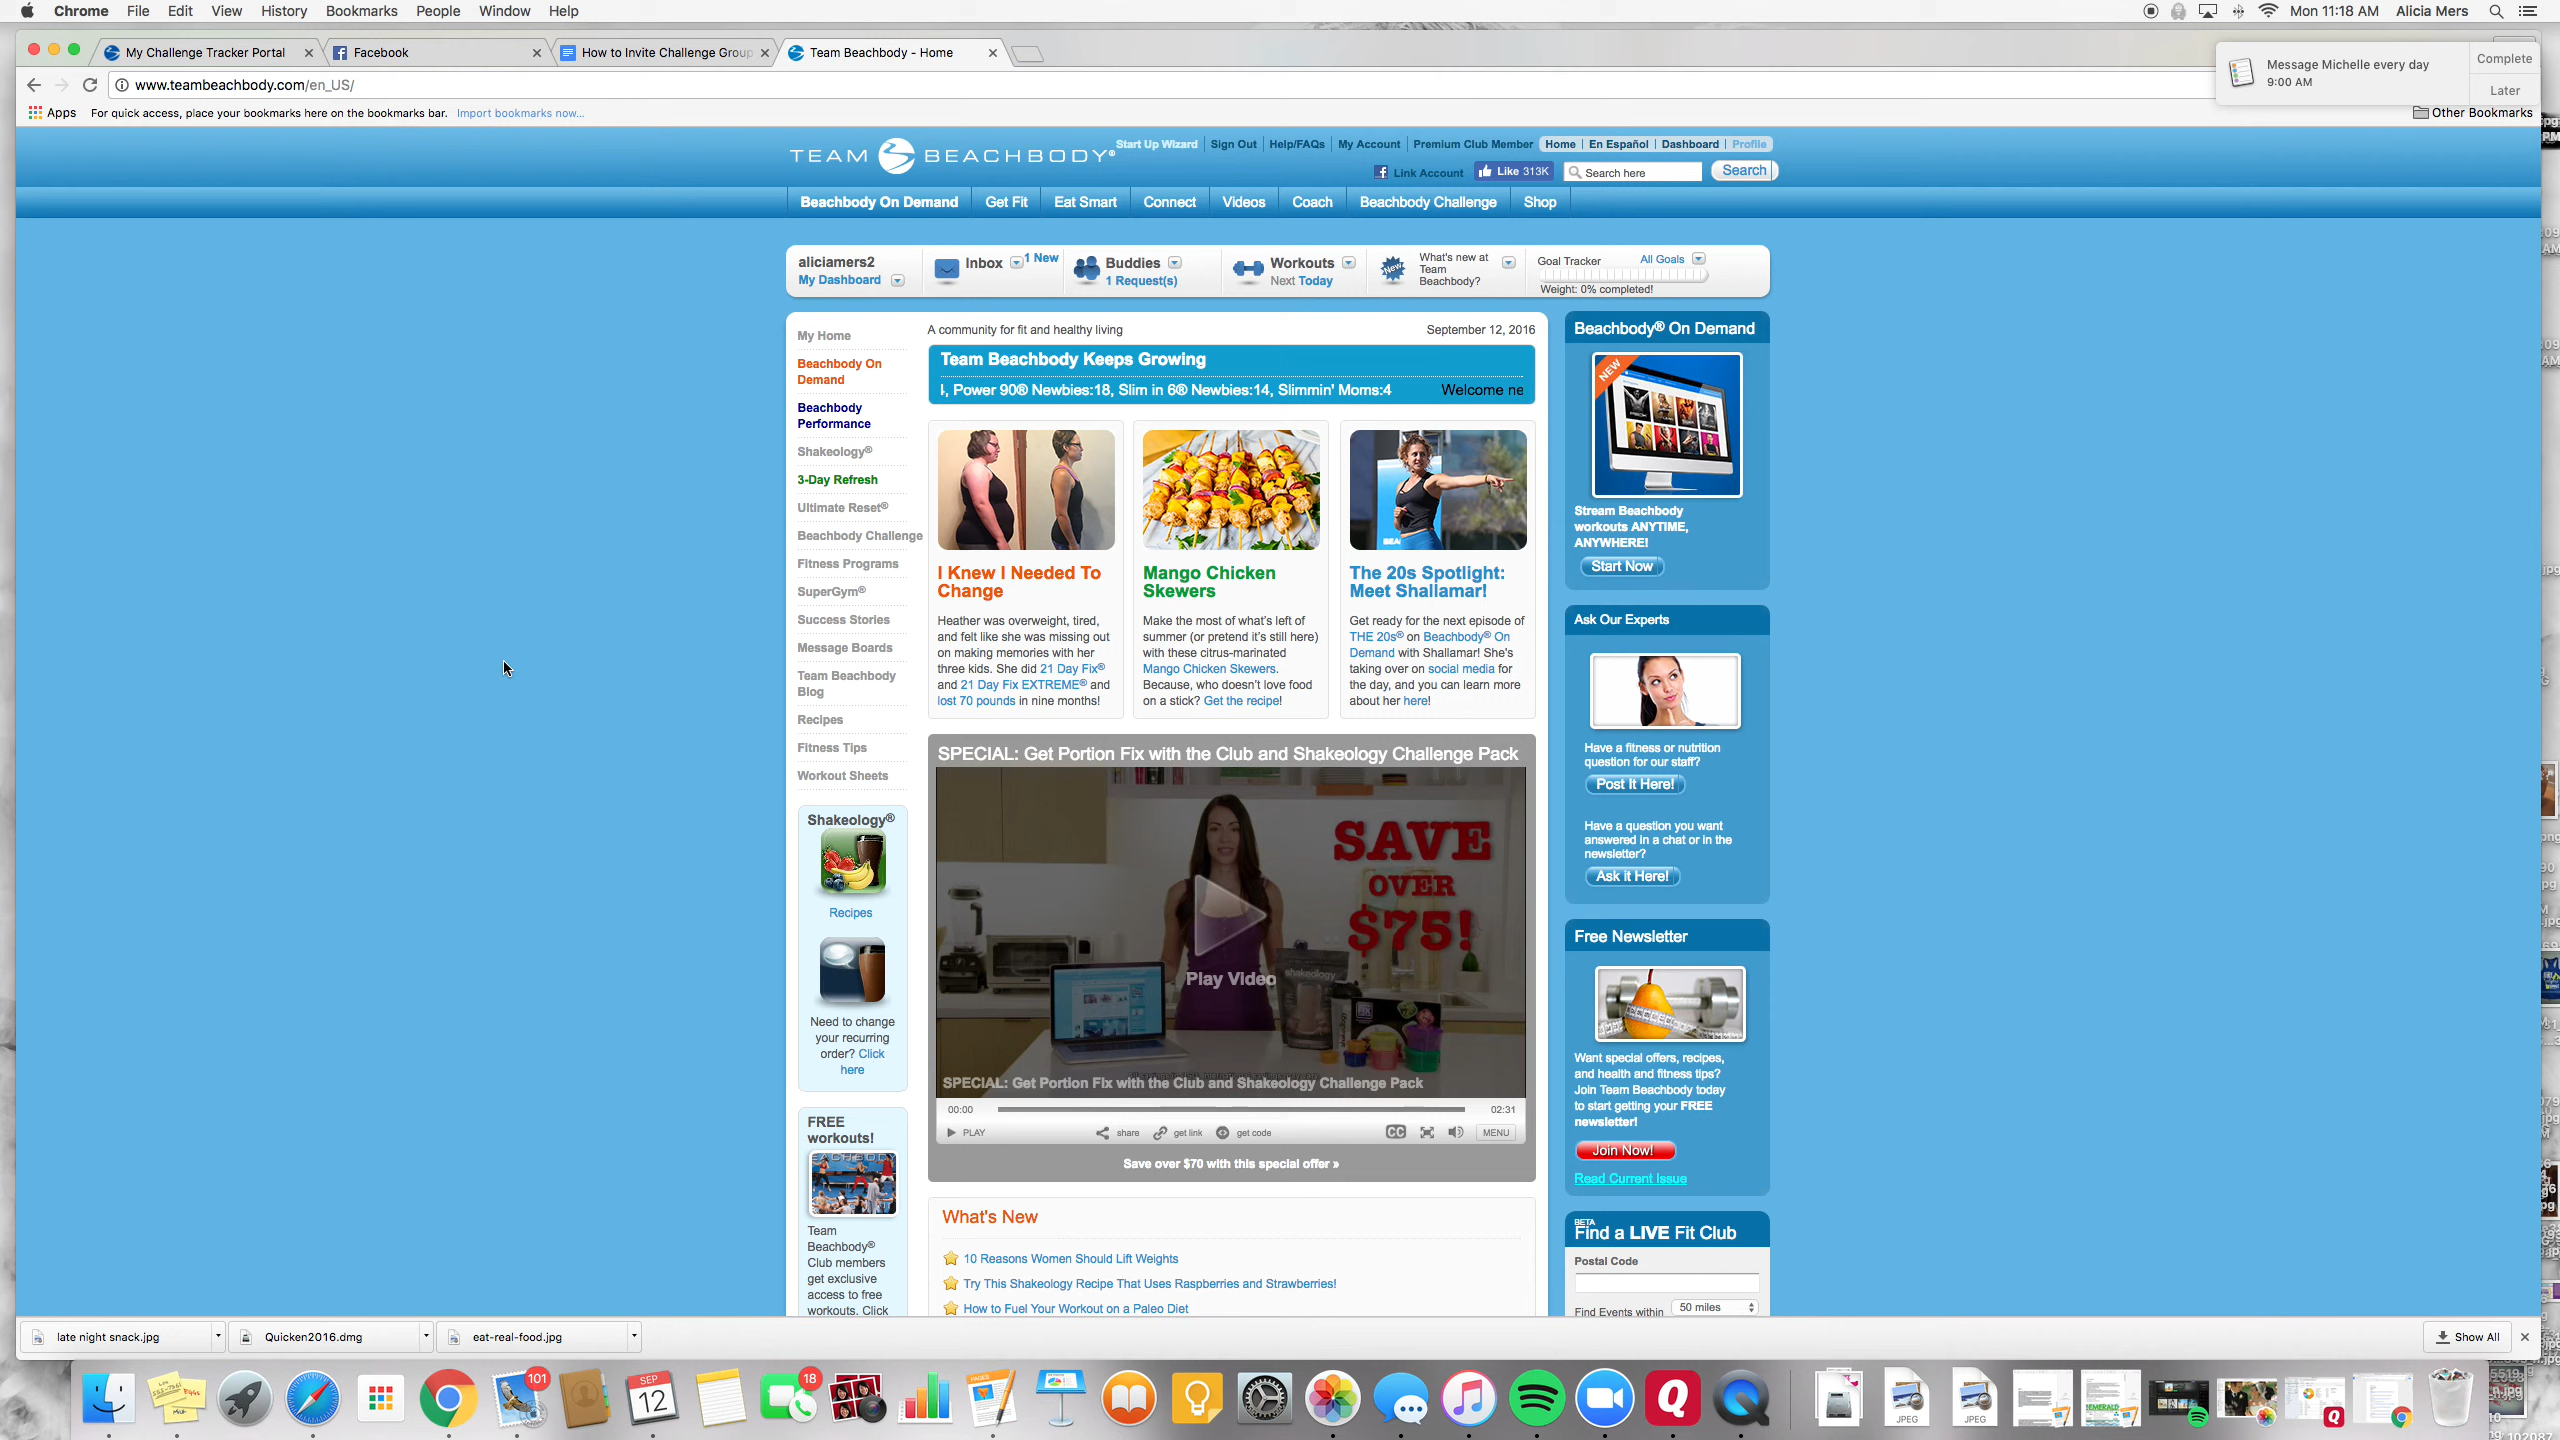 Chrome File Edit View History Bookmarks People Window Help
Mon 11:18 AM Alicia Mers
My Challenge Tracker Portal
Facebook
How to Invite Challenge Group
Team Beachbody - Home
Message Michelle every day
9:00 AM
Complete
Later
www.teambeachbody.com/en_US/
Apps For quick access, place your bookmarks here on the bookmarks bar. Import bookmarks now...
Other Bookmarks
TEAM BEACHBODY®
Start Up Wizard Sign Out Help/FAQs My Account Premium Club Member Home En Español Dashboard Profile
Link Account Like 313K Search here Search
Beachbody On Demand Get Fit Eat Smart Connect Videos Coach Beachbody Challenge Shop
aliciamers2
My Dashboard
Inbox 1 New
Buddies
1 Request(s)
Workouts
Next Today
What's new at
Team
Beachbody?
Goal Tracker All Goals
Weight: 0% completed!
My Home
Beachbody On
Demand
Beachbody
Performance
Shakeology®
3-Day Refresh
Ultimate Reset®
Beachbody Challenge
Fitness Programs
SuperGym®
Success Stories
Message Boards
Team Beachbody
Blog
Recipes
Fitness Tips
Workout Sheets
Shakeology®
Recipes
Need to change
your recurring
order? Click
here
FREE
workouts!
Team
Beachbody®
Club members
get exclusive
access to free
workouts. Click
A community for fit and healthy living
September 12, 2016
Team Beachbody Keeps Growing
, Power 90® Newbies:18, Slim in 6® Newbies:14, Slimmin' Moms:4 Welcome ne
I Knew I Needed To
Change
Heather was overweight, tired,
and felt like she was missing out
on making memories with her
three kids. She did 21 Day Fix®
and 21 Day Fix EXTREME® and
lost 70 pounds in nine months!
Mango Chicken
Skewers
Make the most of what's left of
summer (or pretend it's still here)
with these citrus-marinated
Mango Chicken Skewers.
Because, who doesn't love food
on a stick? Get the recipe!
The 20s Spotlight:
Meet Shallamar!
Get ready for the next episode of
THE 20s® on Beachbody® On
Demand with Shallamar! She's
taking over on social media for
the day, and you can learn more
about her here!
SPECIAL: Get Portion Fix with the Club and Shakeology Challenge Pack
SAVE
OVER
$75!
shakeology
Play Video
SPECIAL: Get Portion Fix with the Club and Shakeology Challenge Pack
00:00 02:31
PLAY share get link get code CC MENU
Save over $70 with this special offer »
What's New
10 Reasons Women Should Lift Weights
Try This Shakeology Recipe That Uses Raspberries and Strawberries!
How to Fuel Your Workout on a Paleo Diet
Beachbody® On Demand
NEW
Stream Beachbody
workouts ANYTIME,
ANYWHERE!
Start Now
Ask Our Experts
Have a fitness or nutrition
question for our staff?
Post It Here!
Have a question you want
answered in a chat or in the
newsletter?
Ask it Here!
Free Newsletter
Want special offers, recipes,
and health and fitness tips?
Join Team Beachbody today
to start getting your FREE
newsletter!
Join Now!
Read Current Issue
BETA
Find a LIVE Fit Club
Postal Code
Find Events within 50 miles
late night snack.jpg
Quicken2016.dmg
eat-real-food.jpg
Show All
101
SEP
12
18
PAGES
JPEG
JPEG